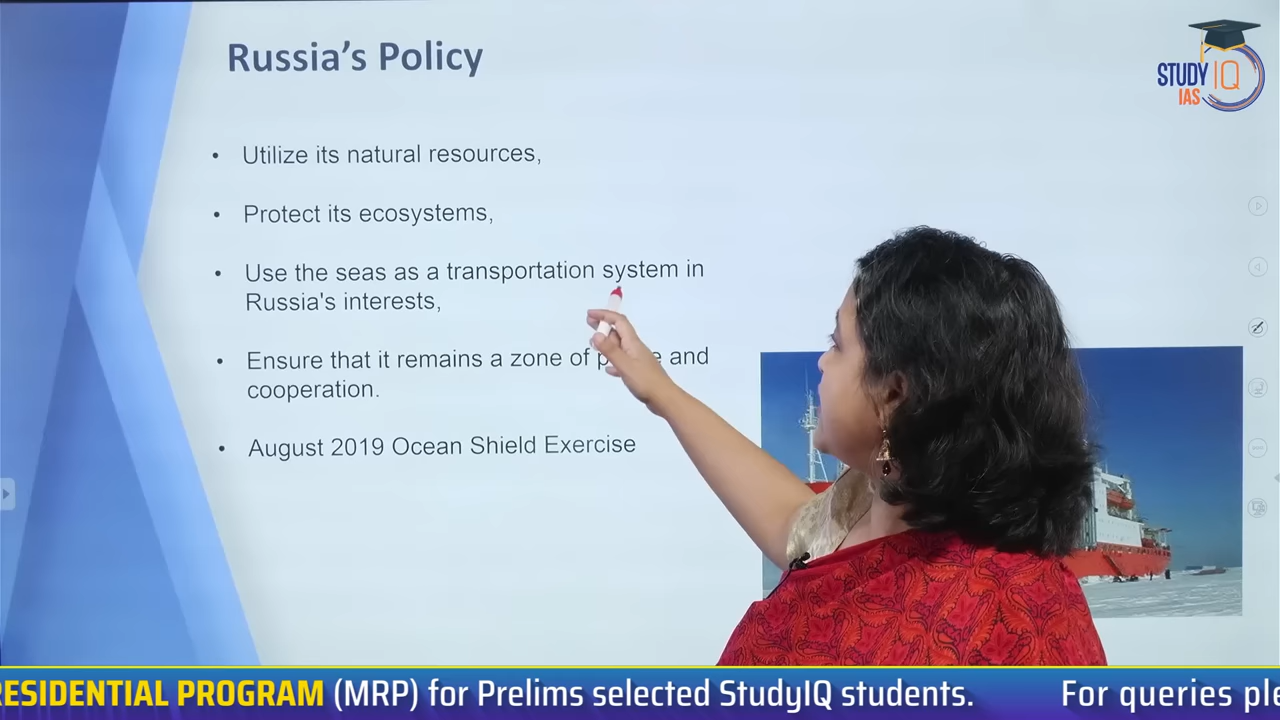 Russia's Policy
STUDY IQ
IAS
• Utilize its natural resources,
• Protect its ecosystems,
• Use the seas as a transportation system in
Russia's interests,
• Ensure that it remains a zone of and
cooperation.
• August 2019 Ocean Shield Exercise
RESIDENTIAL PROGRAM (MRP) for Prelims selected StudyIQ students. For queries